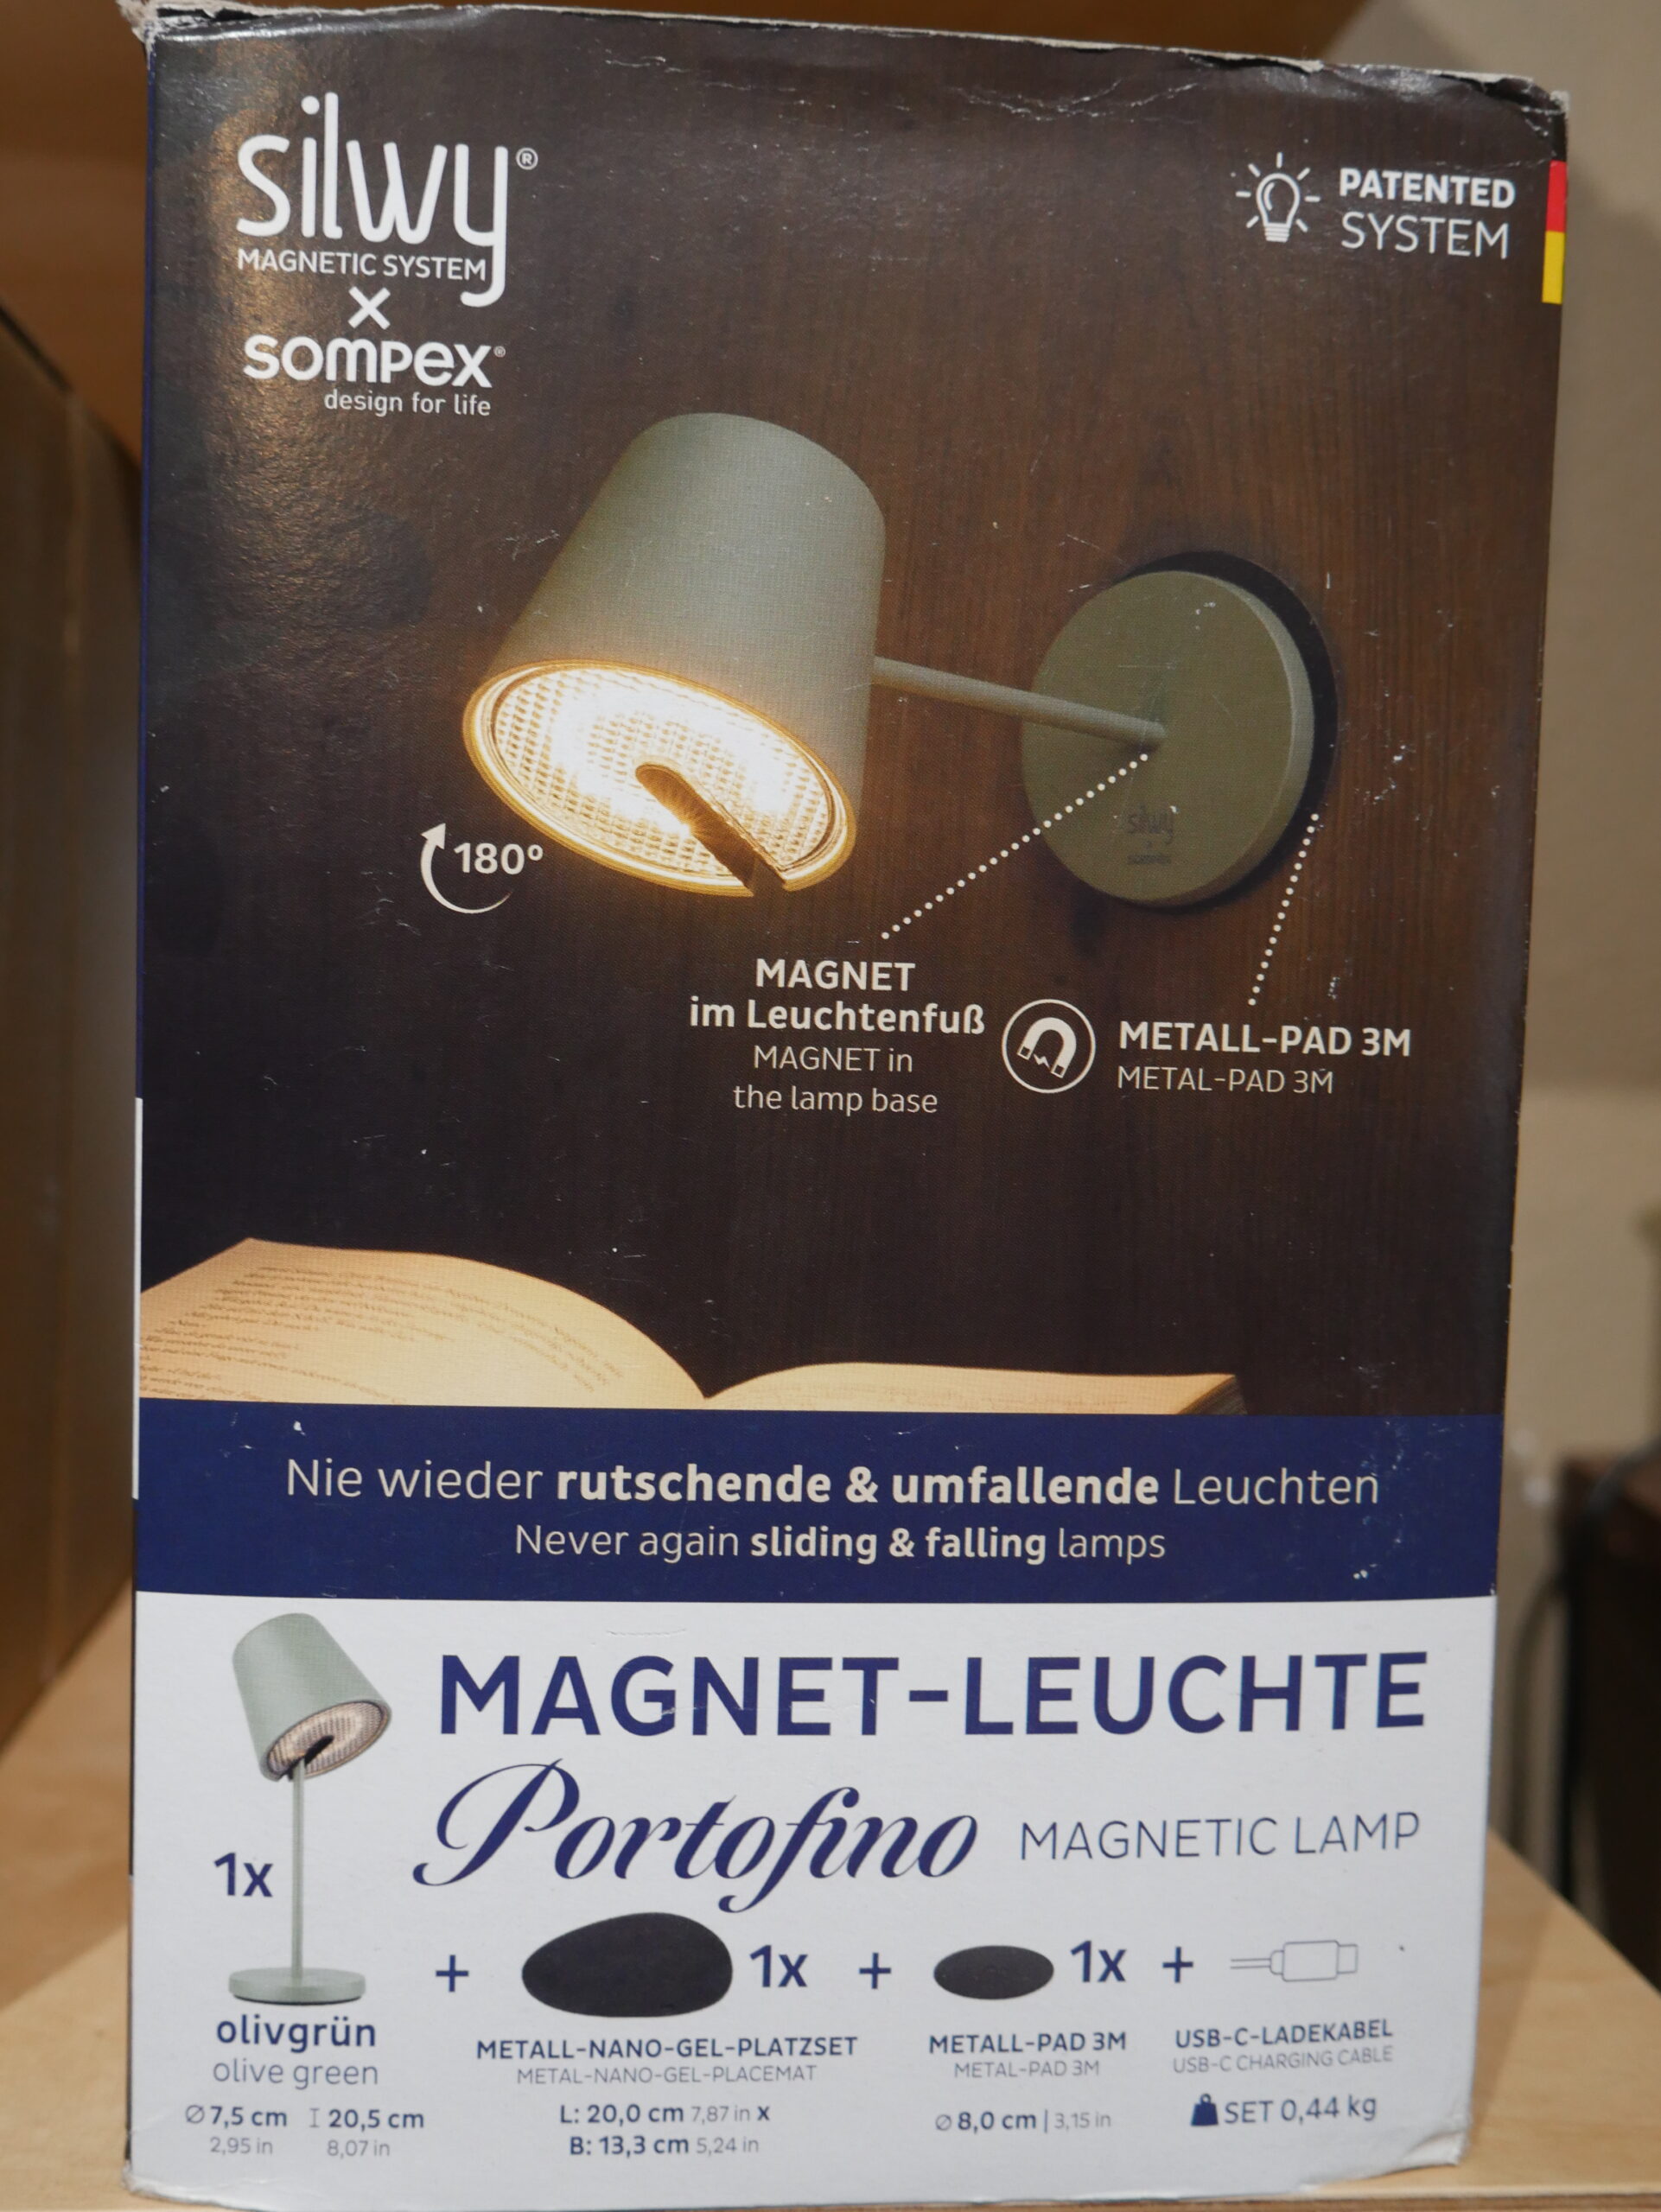 silwy®
MAGNETIC SYSTEM
X
sompex®
design for life
PATENTED
SYSTEM
180°
silwy
MAGNET
im Leuchtenfuß
MAGNET in
the lamp base
METALL-PAD 3M
METAL-PAD 3M
Nie wieder rutschende & umfallende Leuchten
Never again sliding & falling lamps
MAGNET-LEUCHTE
Portofino MAGNETIC LAMP
1x
+ 1x + 1x +
olivgrün
olive green
Ø 7,5 cm 20,5 cm
2,95 in 8,07 in
METALL-NANO-GEL-PLATZSET
METAL-NANO-GEL-PLACEMAT
L: 20,0 cm 7,87 in x
B: 13,3 cm 5,24 in
METALL-PAD 3M
METAL-PAD 3M
Ø 8,0 cm | 3,15 in
USB-C-LADEKABEL
USB-C CHARGING CABLE
SET 0,44 kg